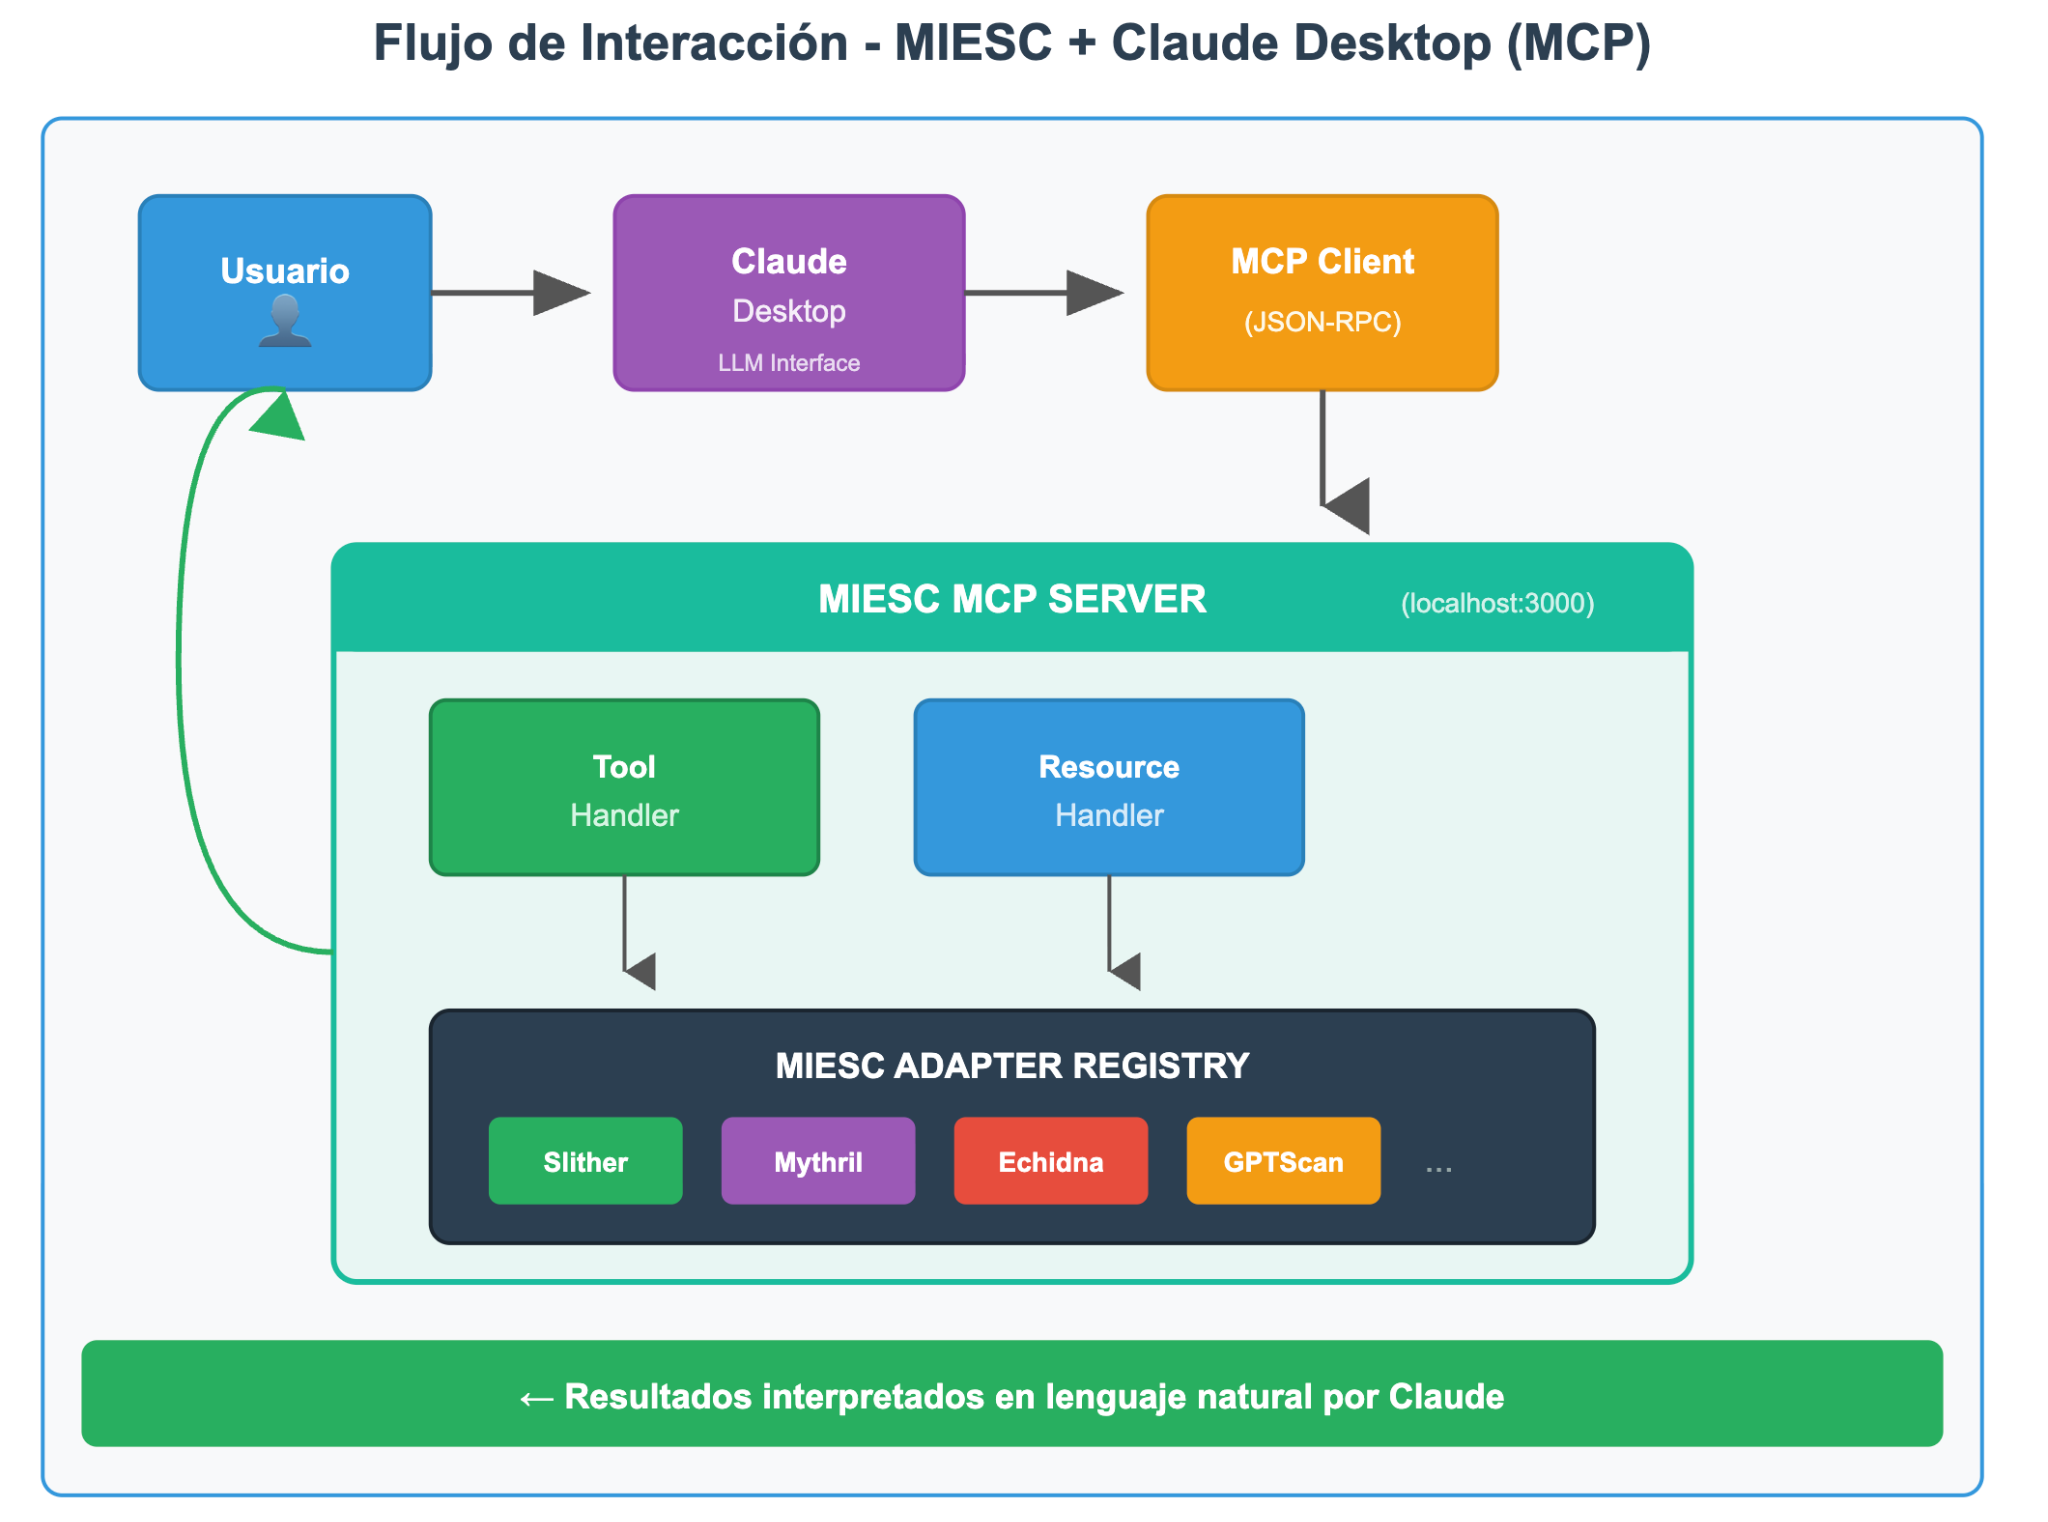 Flujo de Interacción - MIESC + Claude Desktop (MCP)
Usuario
Claude
Desktop
LLM Interface
MCP Client
(JSON-RPC)
MIESC MCP SERVER
(localhost:3000)
Tool
Handler
Resource
Handler
MIESC ADAPTER REGISTRY
Slither
Mythril
Echidna
GPTScan
...
← Resultados interpretados en lenguaje natural por Claude